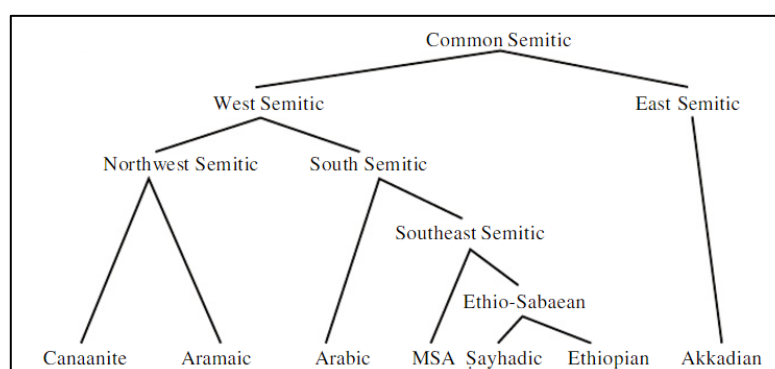 Common Semitic
West Semitic East Semitic
Northwest Semitic South Semitic
Southeast Semitic
Ethio-Sabaean
Canaanite Aramaic Arabic MSA Ṣayhadic Ethiopian Akkadian